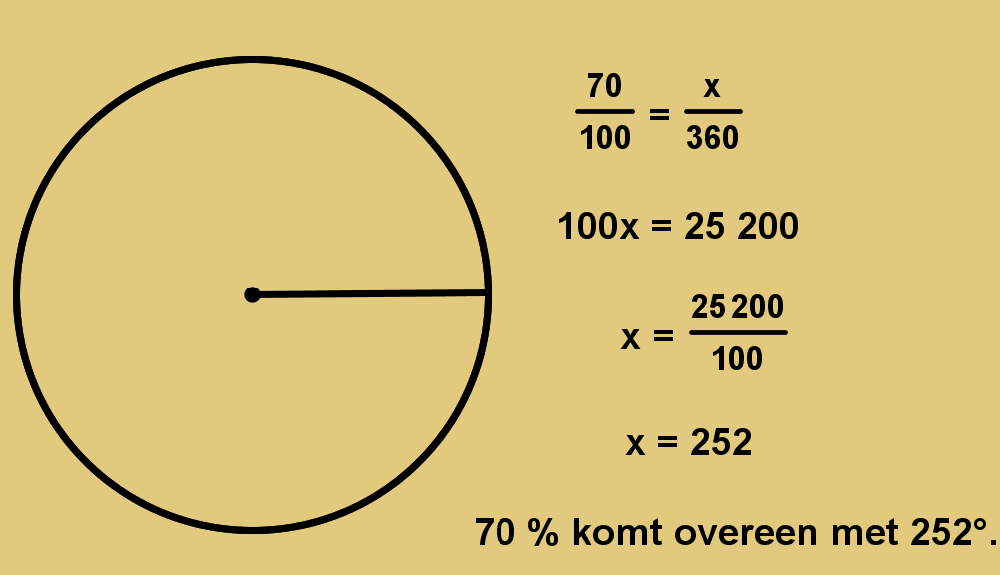 70/100 = x/360
100x = 25 200
x = 25 200/100
x = 252
70 % komt overeen met 252°.